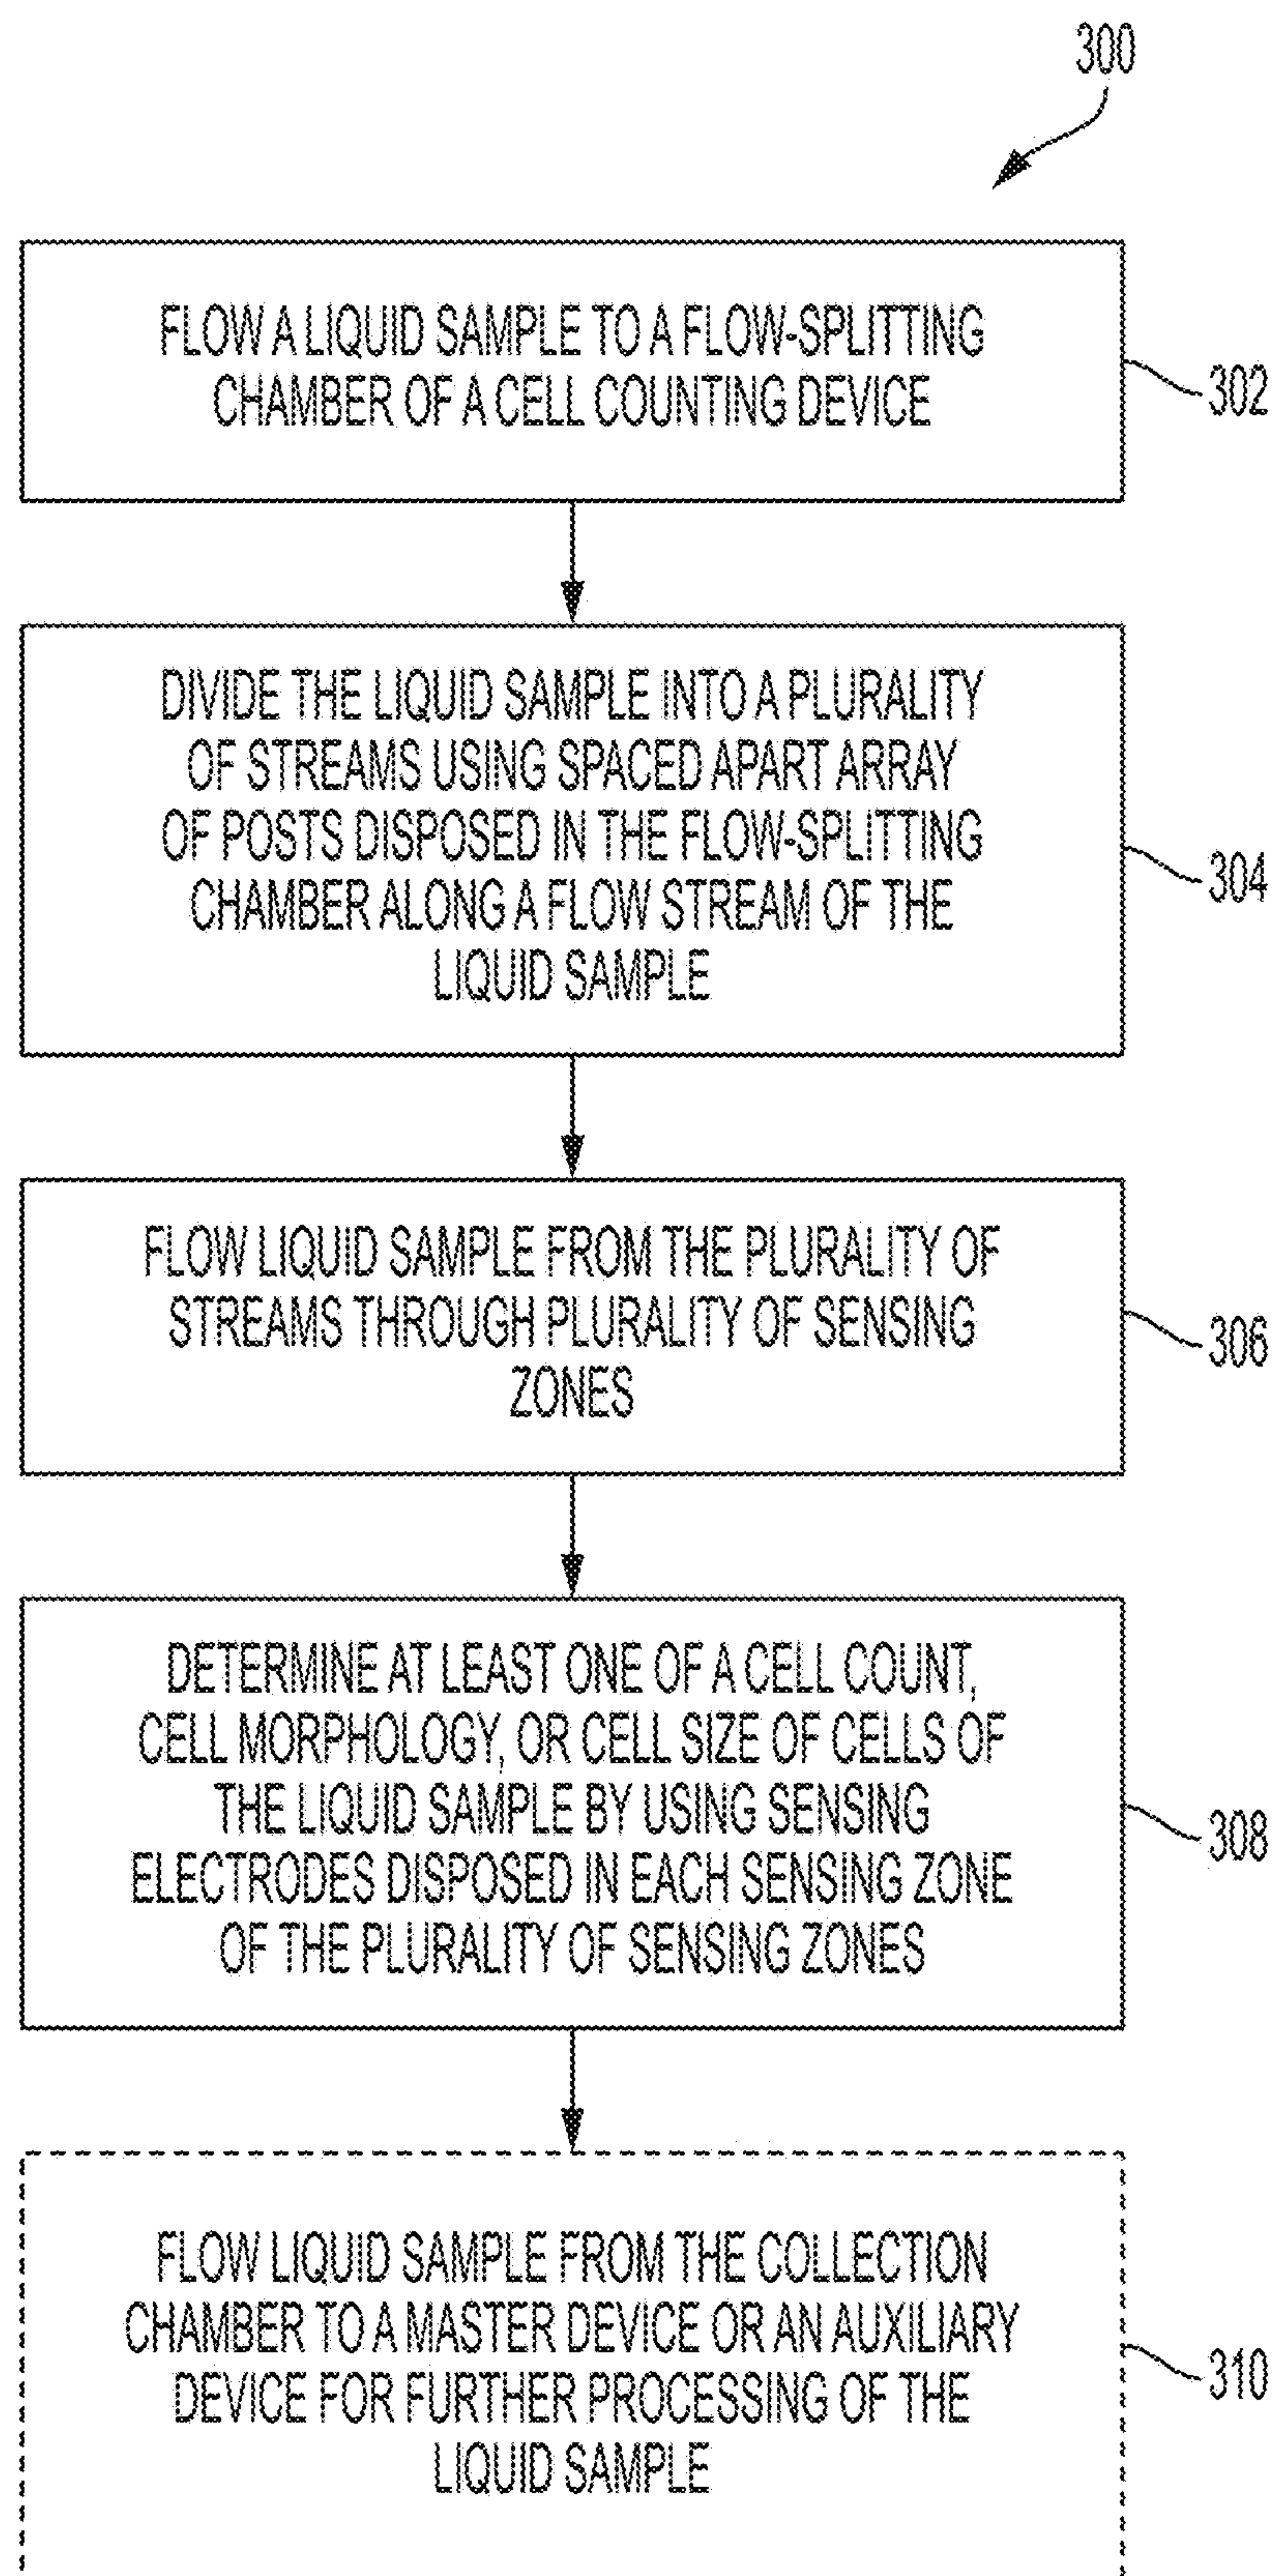 300
FLOW A LIQUID SAMPLE TO A FLOW-SPLITTING
CHAMBER OF A CELL COUNTING DEVICE
302
DIVIDE THE LIQUID SAMPLE INTO A PLURALITY
OF STREAMS USING SPACED APART ARRAY
OF POSTS DISPOSED IN THE FLOW-SPLITTING
CHAMBER ALONG A FLOW STREAM OF THE
LIQUID SAMPLE
304
FLOW LIQUID SAMPLE FROM THE PLURALITY OF
STREAMS THROUGH PLURALITY OF SENSING
ZONES
306
DETERMINE AT LEAST ONE OF A CELL COUNT,
CELL MORPHOLOGY, OR CELL SIZE OF CELLS OF
THE LIQUID SAMPLE BY USING SENSING
ELECTRODES DISPOSED IN EACH SENSING ZONE
OF THE PLURALITY OF SENSING ZONES
308
FLOW LIQUID SAMPLE FROM THE COLLECTION
CHAMBER TO A MASTER DEVICE OR AN AUXILIARY
DEVICE FOR FURTHER PROCESSING OF THE
LIQUID SAMPLE
310